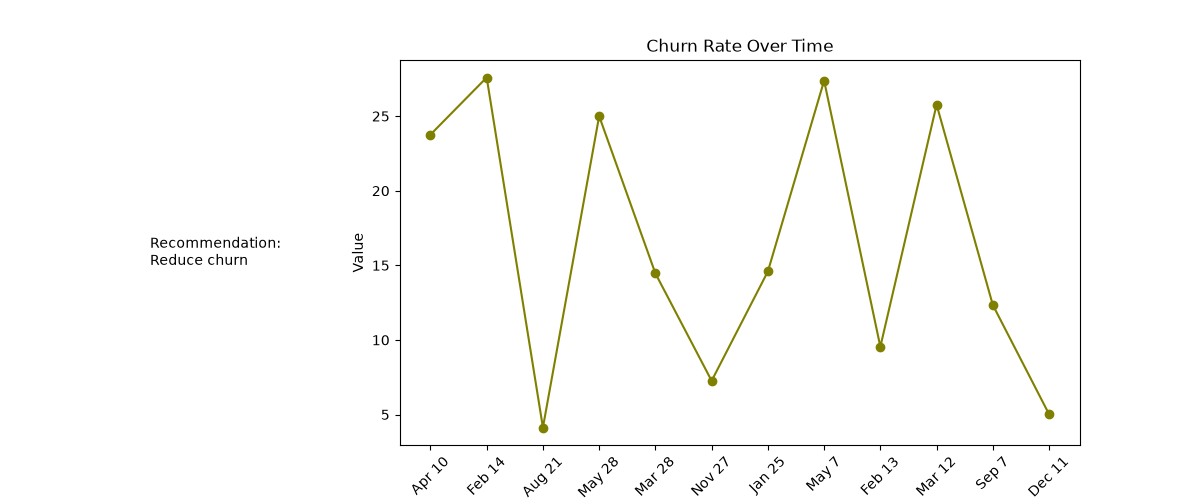 Churn Rate Over Time
Recommendation:
Reduce churn
Value
25
20
15
10
5
Apr 10
Feb 14
Aug 21
May 28
Mar 28
Nov 27
Jan 25
May 7
Feb 13
Mar 12
Sep 7
Dec 11